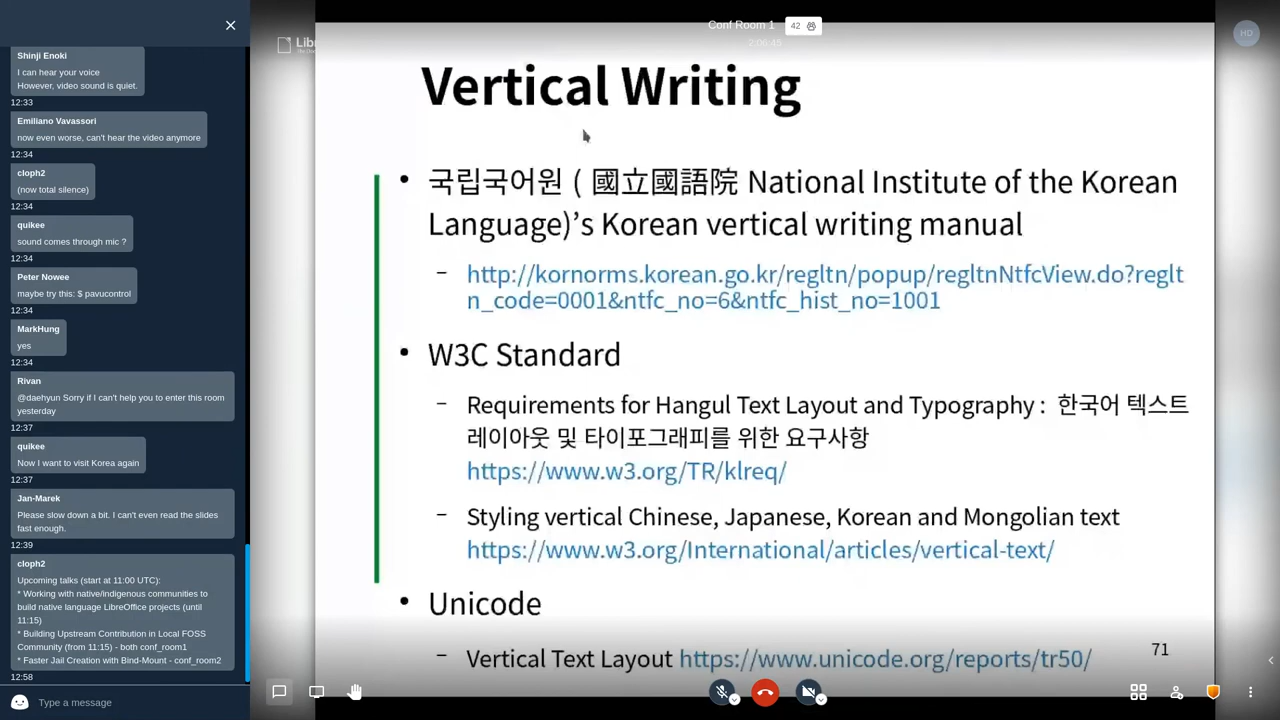 Shinji Enoki
I can hear your voice
However, video sound is quiet.
12:33
Emiliano Vavassori
now even worse, can't hear the video anymore
12:34
cloph2
(now total silence)
12:34
quikee
sound comes through mic ?
12:34
Peter Nowee
maybe try this: $ pavucontrol
12:34
MarkHung
yes
12:34
Rivan
@daehyun Sorry if I can't help you to enter this room
yesterday
12:37
quikee
Now I want to visit Korea again
12:37
Jan-Marek
Please slow down a bit. I can't even read the slides
fast enough.
12:39
cloph2
Upcoming talks (start at 11:00 UTC):
* Working with native/indigenous communities to
build native language LibreOffice projects (until
11:15)
* Building Upstream Contribution in Local FOSS
Community (from 11:15) - both conf_room1
* Faster Jail Creation with Bind-Mount - conf_room2
12:58
Type a message
Conf Room 1
42
2:06:45
HD
Vertical Writing
• 국립국어원 ( 國立國語院 National Institute of the Korean
Language)’s Korean vertical writing manual
– http://kornorms.korean.go.kr/regltn/popup/regltnNtfcView.do?reglt
n_code=0001&ntfc_no=6&ntfc_hist_no=1001
• W3C Standard
– Requirements for Hangul Text Layout and Typography : 한국어 텍스트
레이아웃 및 타이포그래피를 위한 요구사항
https://www.w3.org/TR/klreq/
– Styling vertical Chinese, Japanese, Korean and Mongolian text
https://www.w3.org/International/articles/vertical-text/
• Unicode
– Vertical Text Layout https://www.unicode.org/reports/tr50/
71